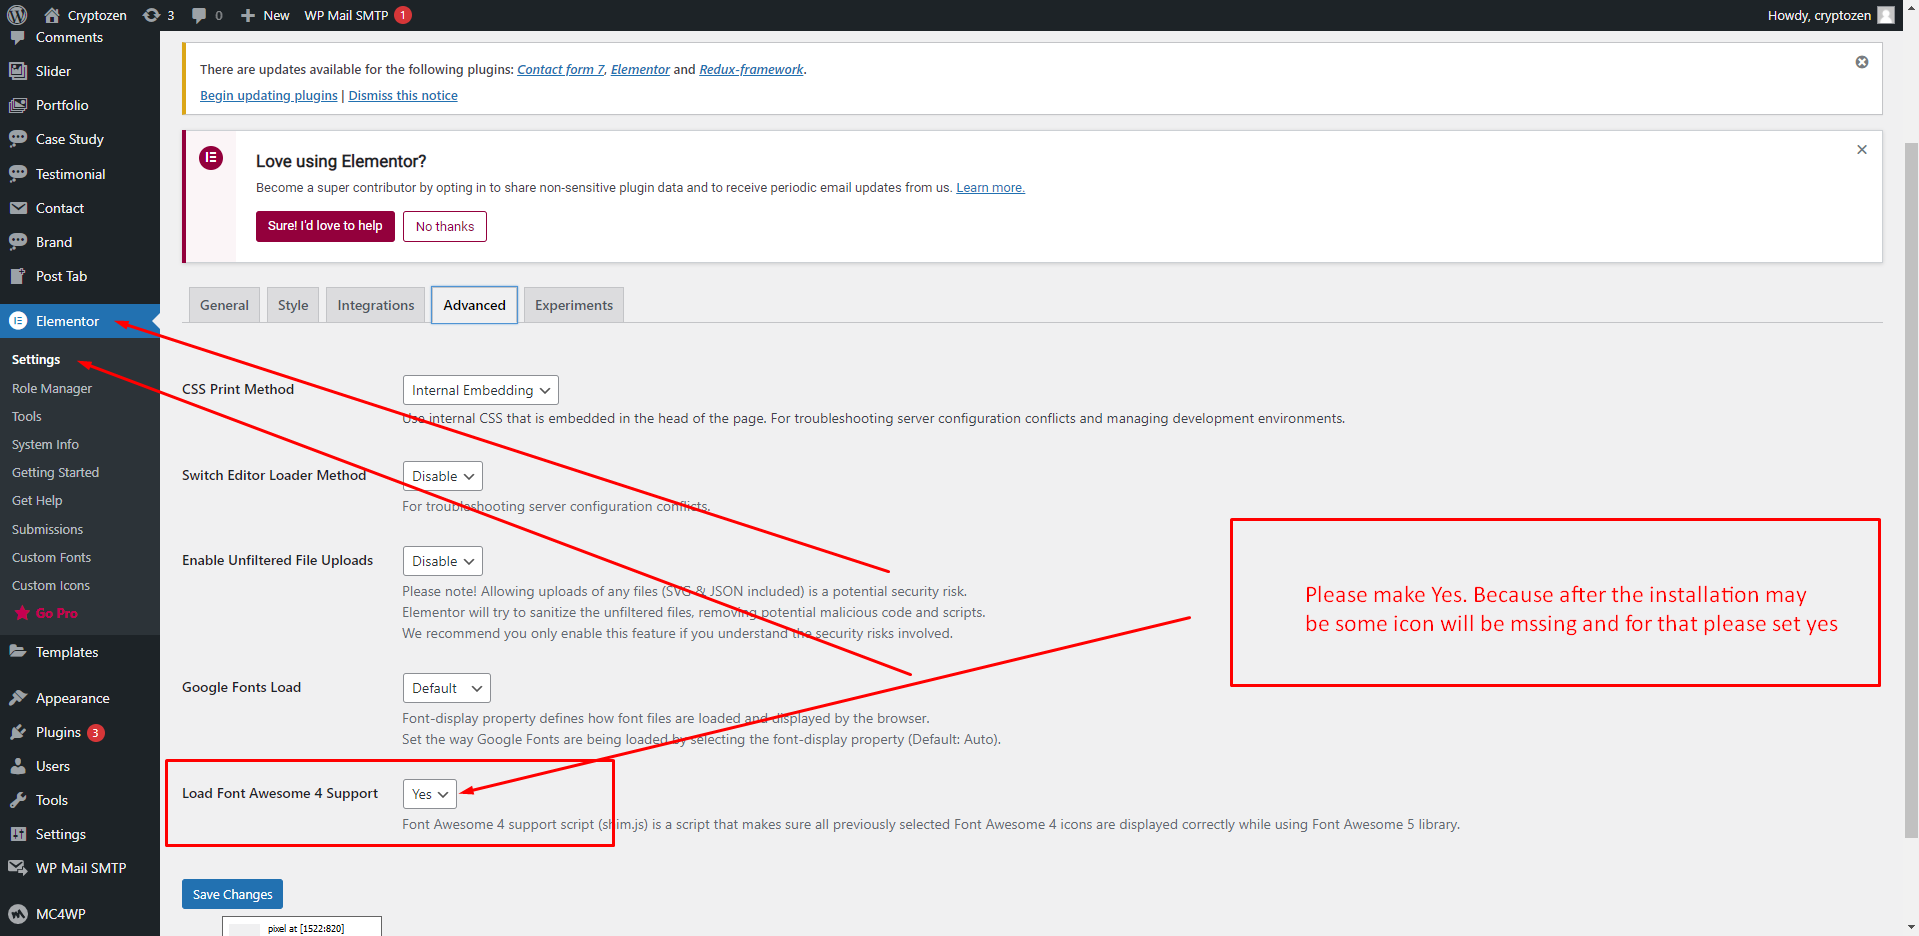 Cryptozen 3 0 New WP Mail SMTP 1 Howdy, cryptozen
Comments
Slider
Portfolio
Case Study
Testimonial
Contact
Brand
Post Tab
Elementor
Settings
Role Manager
Tools
System Info
Getting Started
Get Help
Submissions
Custom Fonts
Custom Icons
Go Pro
Templates
Appearance
Plugins 3
Users
Tools
Settings
WP Mail SMTP
MC4WP
There are updates available for the following plugins: Contact form 7, Elementor and Redux-framework.
Begin updating plugins | Dismiss this notice
Love using Elementor?
Become a super contributor by opting in to share non-sensitive plugin data and to receive periodic email updates from us. Learn more.
Sure! I'd love to help No thanks
General Style Integrations Advanced Experiments
CSS Print Method Internal Embedding
Use internal CSS that is embedded in the head of the page. For troubleshooting server configuration conflicts and managing development environments.
Switch Editor Loader Method Disable
For troubleshooting server configuration conflicts.
Enable Unfiltered File Uploads Disable
Please note! Allowing uploads of any files (SVG & JSON included) is a potential security risk.
Elementor will try to sanitize the unfiltered files, removing potential malicious code and scripts.
We recommend you only enable this feature if you understand the security risks involved.
Google Fonts Load Default
Font-display property defines how font files are loaded and displayed by the browser.
Set the way Google Fonts are being loaded by selecting the font-display property (Default: Auto).
Load Font Awesome 4 Support Yes
Font Awesome 4 support script (shim.js) is a script that makes sure all previously selected Font Awesome 4 icons are displayed correctly while using Font Awesome 5 library.
Save Changes
pixel at [1522:820]
Please make Yes. Because after the installation may
be some icon will be mssing and for that please set yes